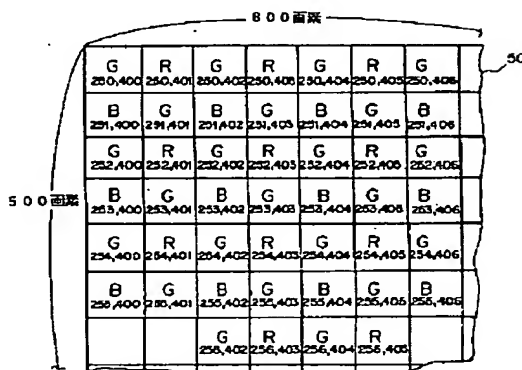 800画素
50
500画素
G R G R G R G
250,400 250,401 250,402 250,403 250,404 250,405 250,406
B G B G B G B
251,400 251,401 251,402 251,403 251,404 251,405 251,406
G R G R G R G
252,400 252,401 252,402 252,403 252,404 252,405 252,406
B G B G B G B
253,400 253,401 253,402 253,403 253,404 253,405 253,406
G R G R G R G
254,400 254,401 254,402 254,403 254,404 254,405 254,406
B G B G B G B
255,400 255,401 255,402 255,403 255,404 255,405 255,406
G R G R
256,402 256,403 256,404 256,405